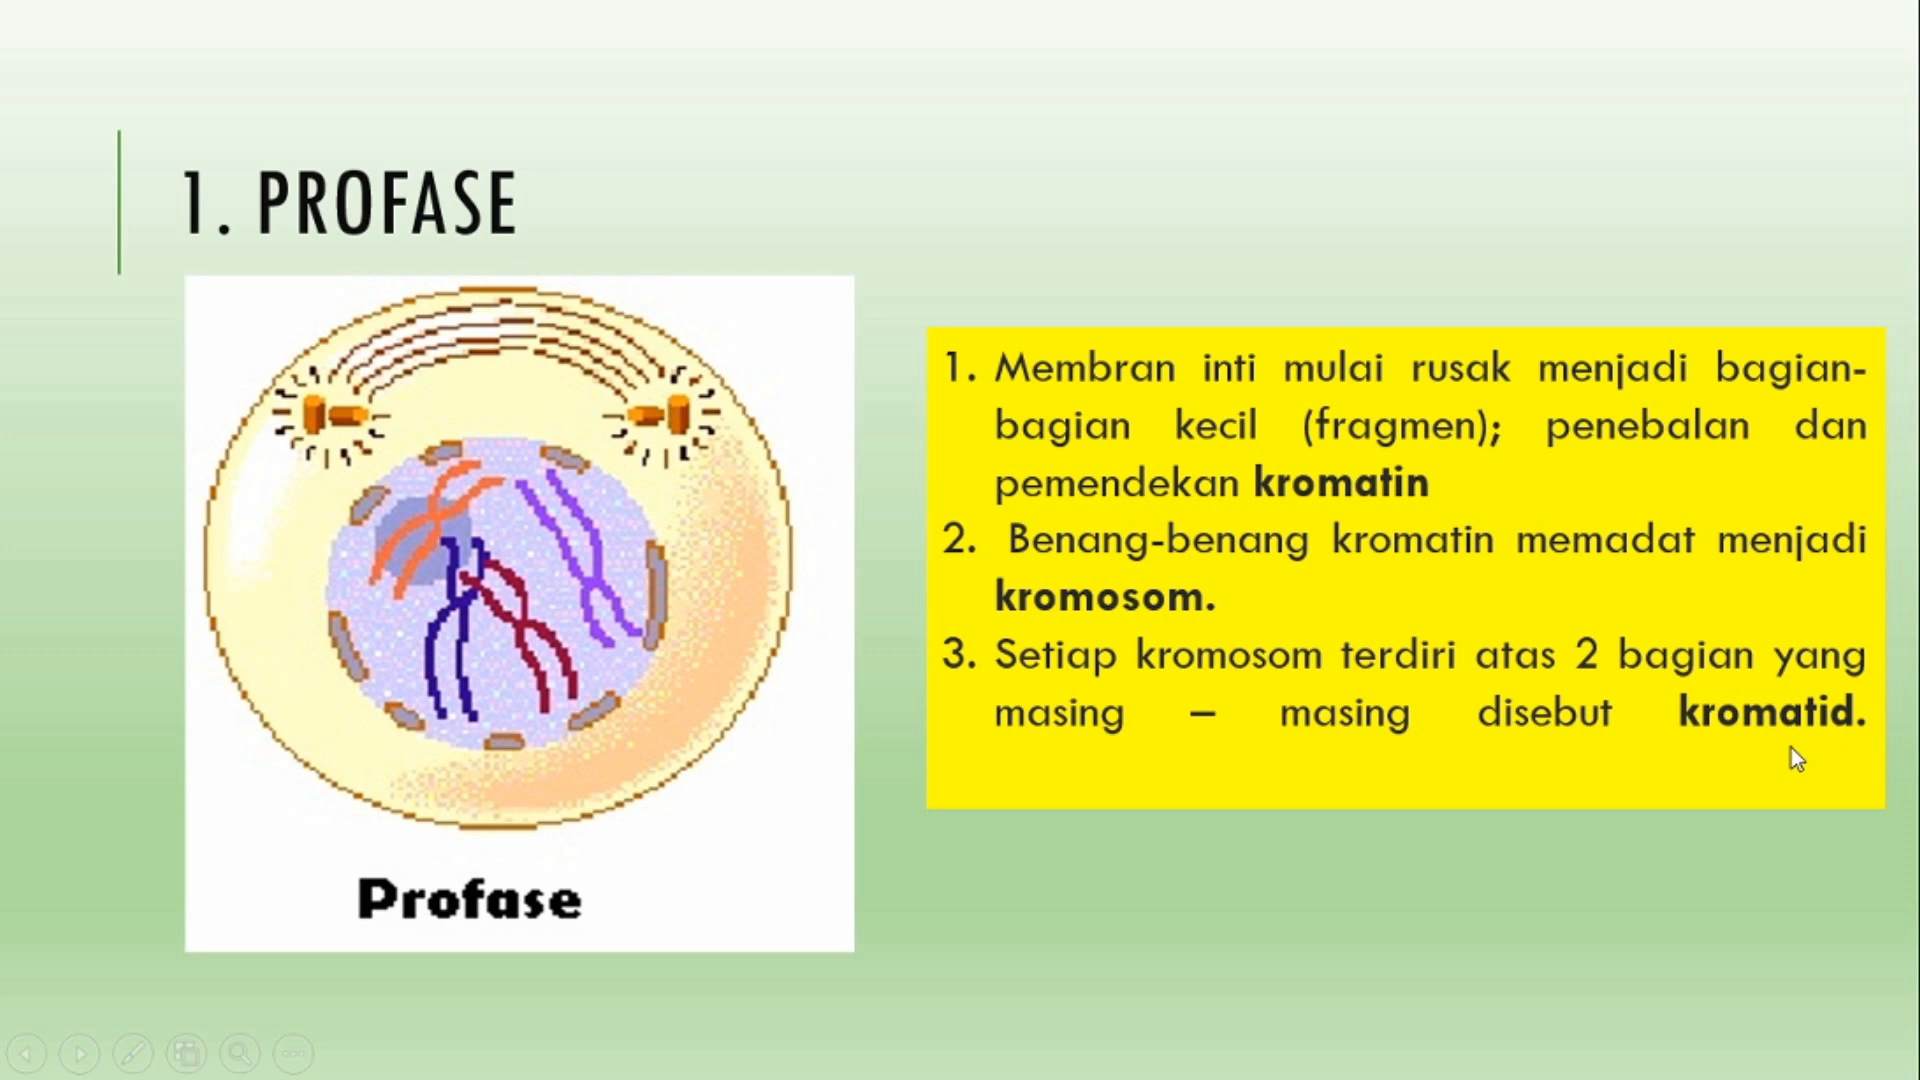 1. PROFASE
1. Membran inti mulai rusak menjadi bagian-
bagian kecil (fragmen); penebalan dan
pemendekan kromatin
2. Benang-benang kromatin memadat menjadi
kromosom.
3. Setiap kromosom terdiri atas 2 bagian yang
masing – masing disebut kromatid.
Profase